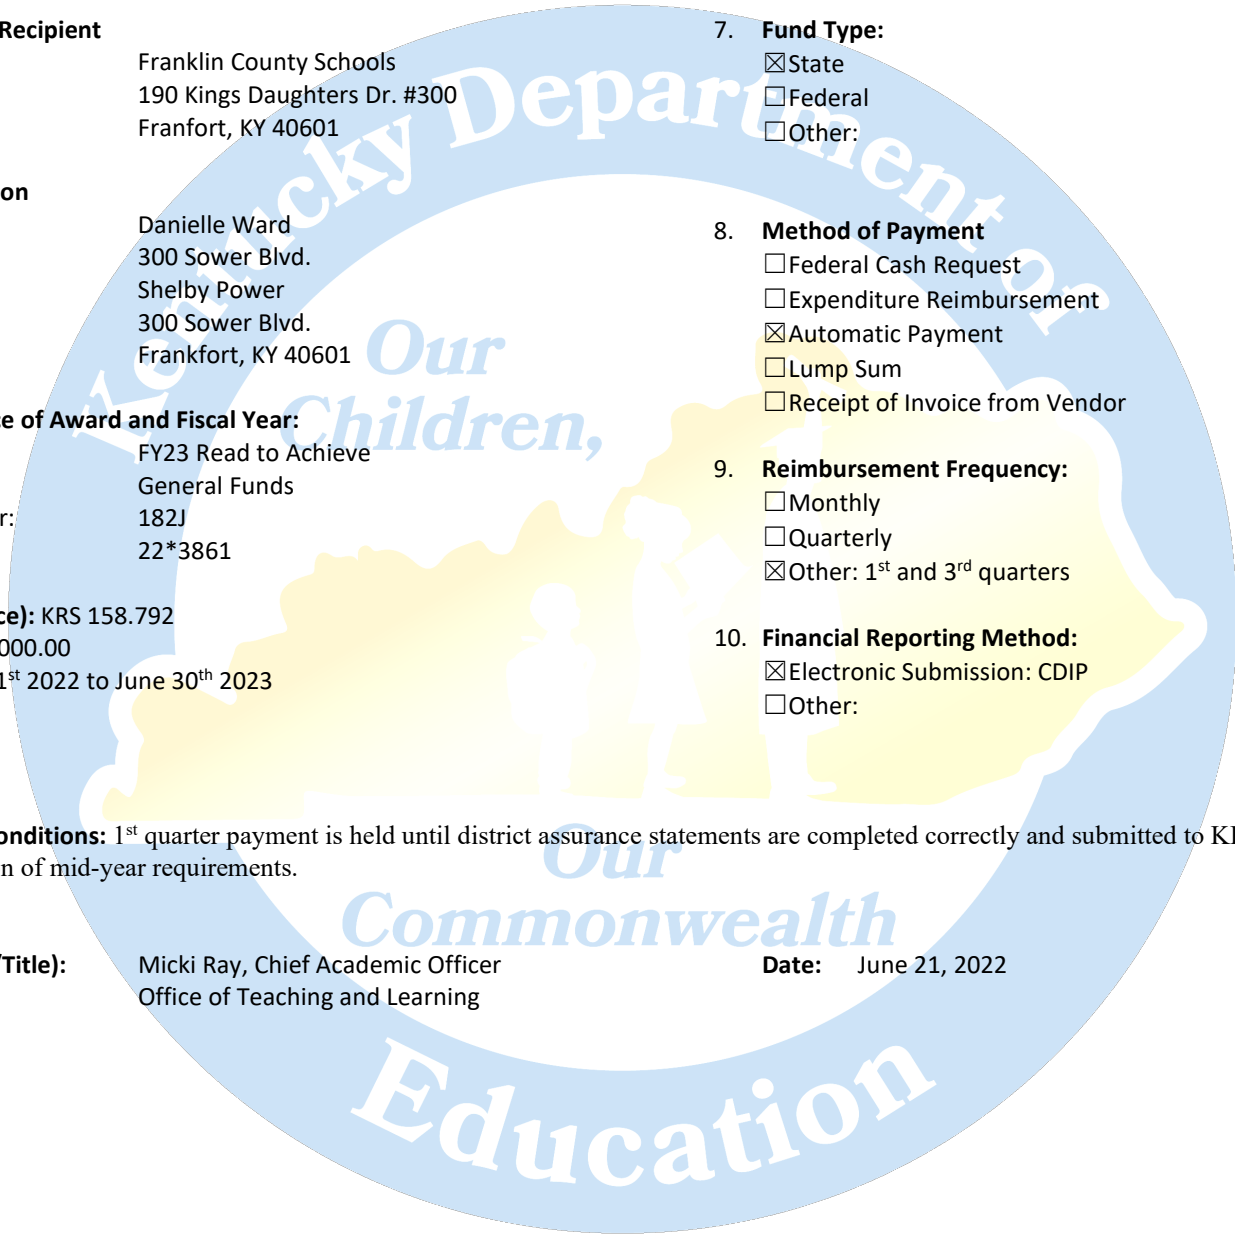 Recipient
Franklin County Schools
190 Kings Daughters Dr. #300
Franfort, KY 40601
on
Danielle Ward
300 Sower Blvd.
Shelby Power
300 Sower Blvd.
Frankfort, KY 40601
ce of Award and Fiscal Year:
FY23 Read to Achieve
General Funds
r: 182J
22*3861
ce): KRS 158.792
000.00
1st 2022 to June 30th 2023
7. Fund Type:
☒State
☐Federal
☐Other:
8. Method of Payment
☐Federal Cash Request
☐Expenditure Reimbursement
☒Automatic Payment
☐Lump Sum
☐Receipt of Invoice from Vendor
9. Reimbursement Frequency:
☐Monthly
☐Quarterly
☒Other: 1st and 3rd quarters
10. Financial Reporting Method:
☒Electronic Submission: CDIP
☐Other:
onditions: 1st quarter payment is held until district assurance statements are completed correctly and submitted to K
n of mid-year requirements.
Title): Micki Ray, Chief Academic Officer
Office of Teaching and Learning
Date: June 21, 2022
Kentucky Department of
Education
Our
Children,
Our
Commonwealth